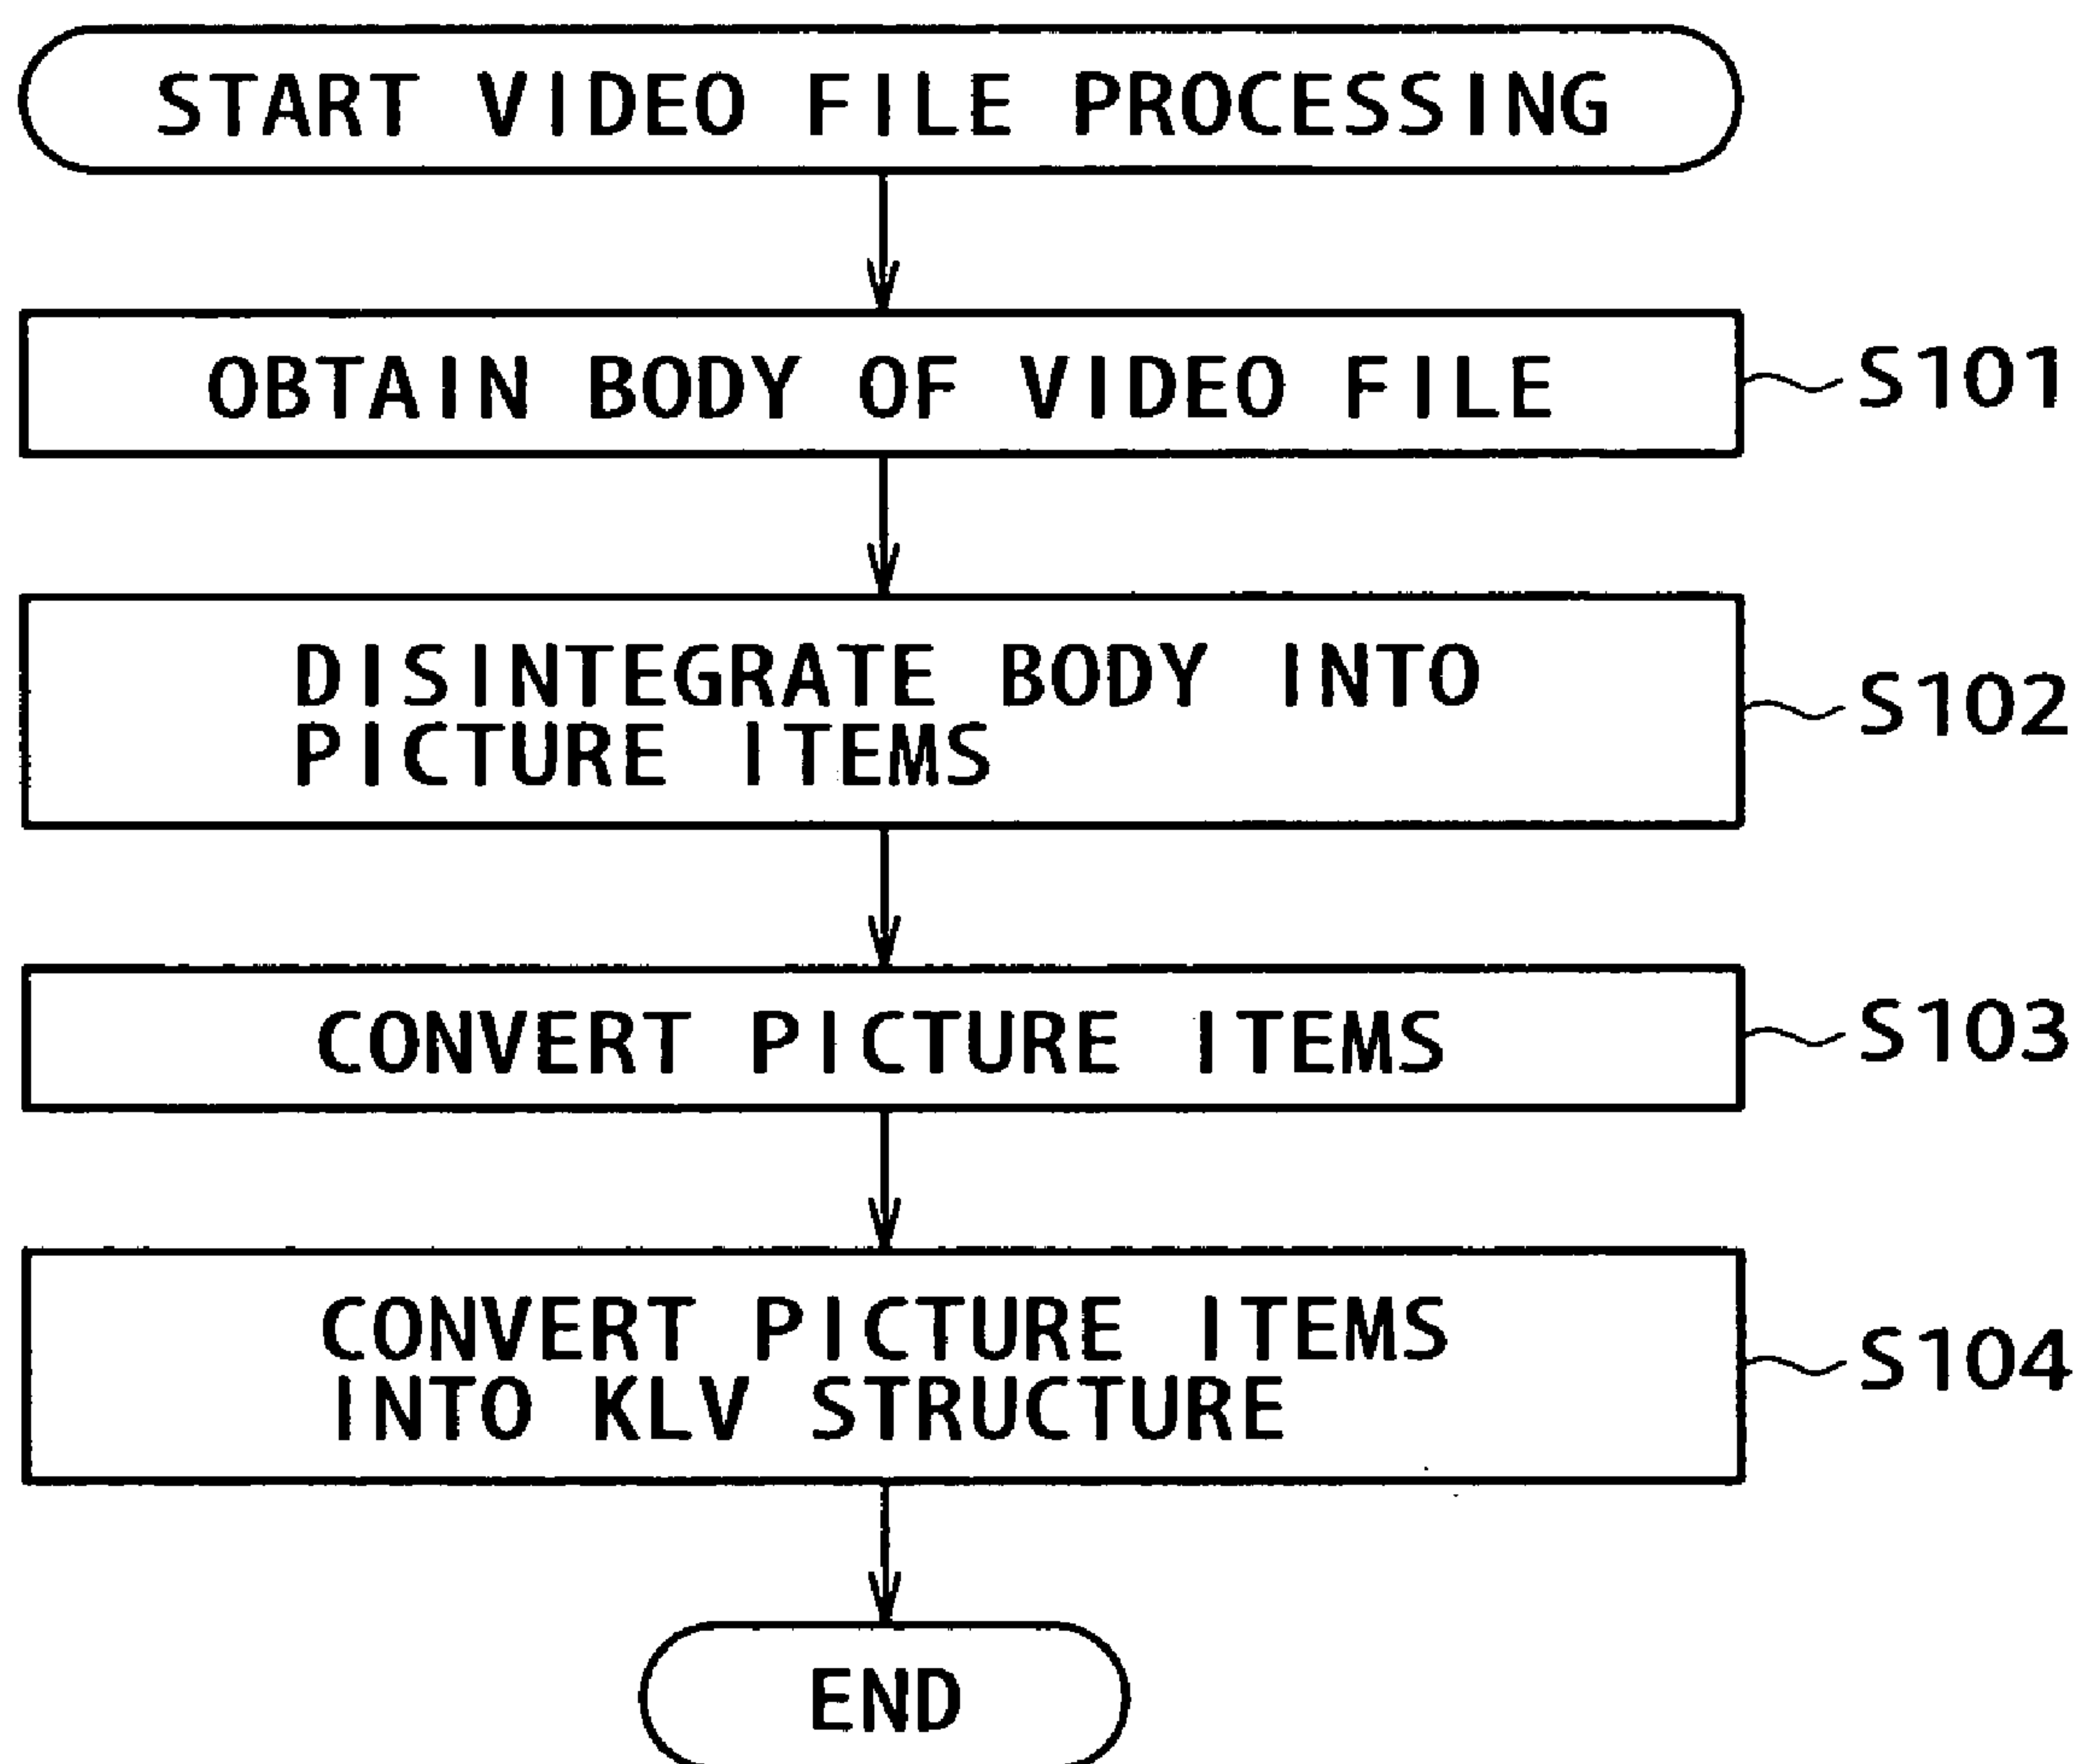 START VIDEO FILE PROCESSING
OBTAIN BODY OF VIDEO FILE
S101
DISINTEGRATE BODY INTO
PICTURE ITEMS
S102
CONVERT PICTURE ITEMS
S103
CONVERT PICTURE ITEMS
INTO KLV STRUCTURE
S104
END